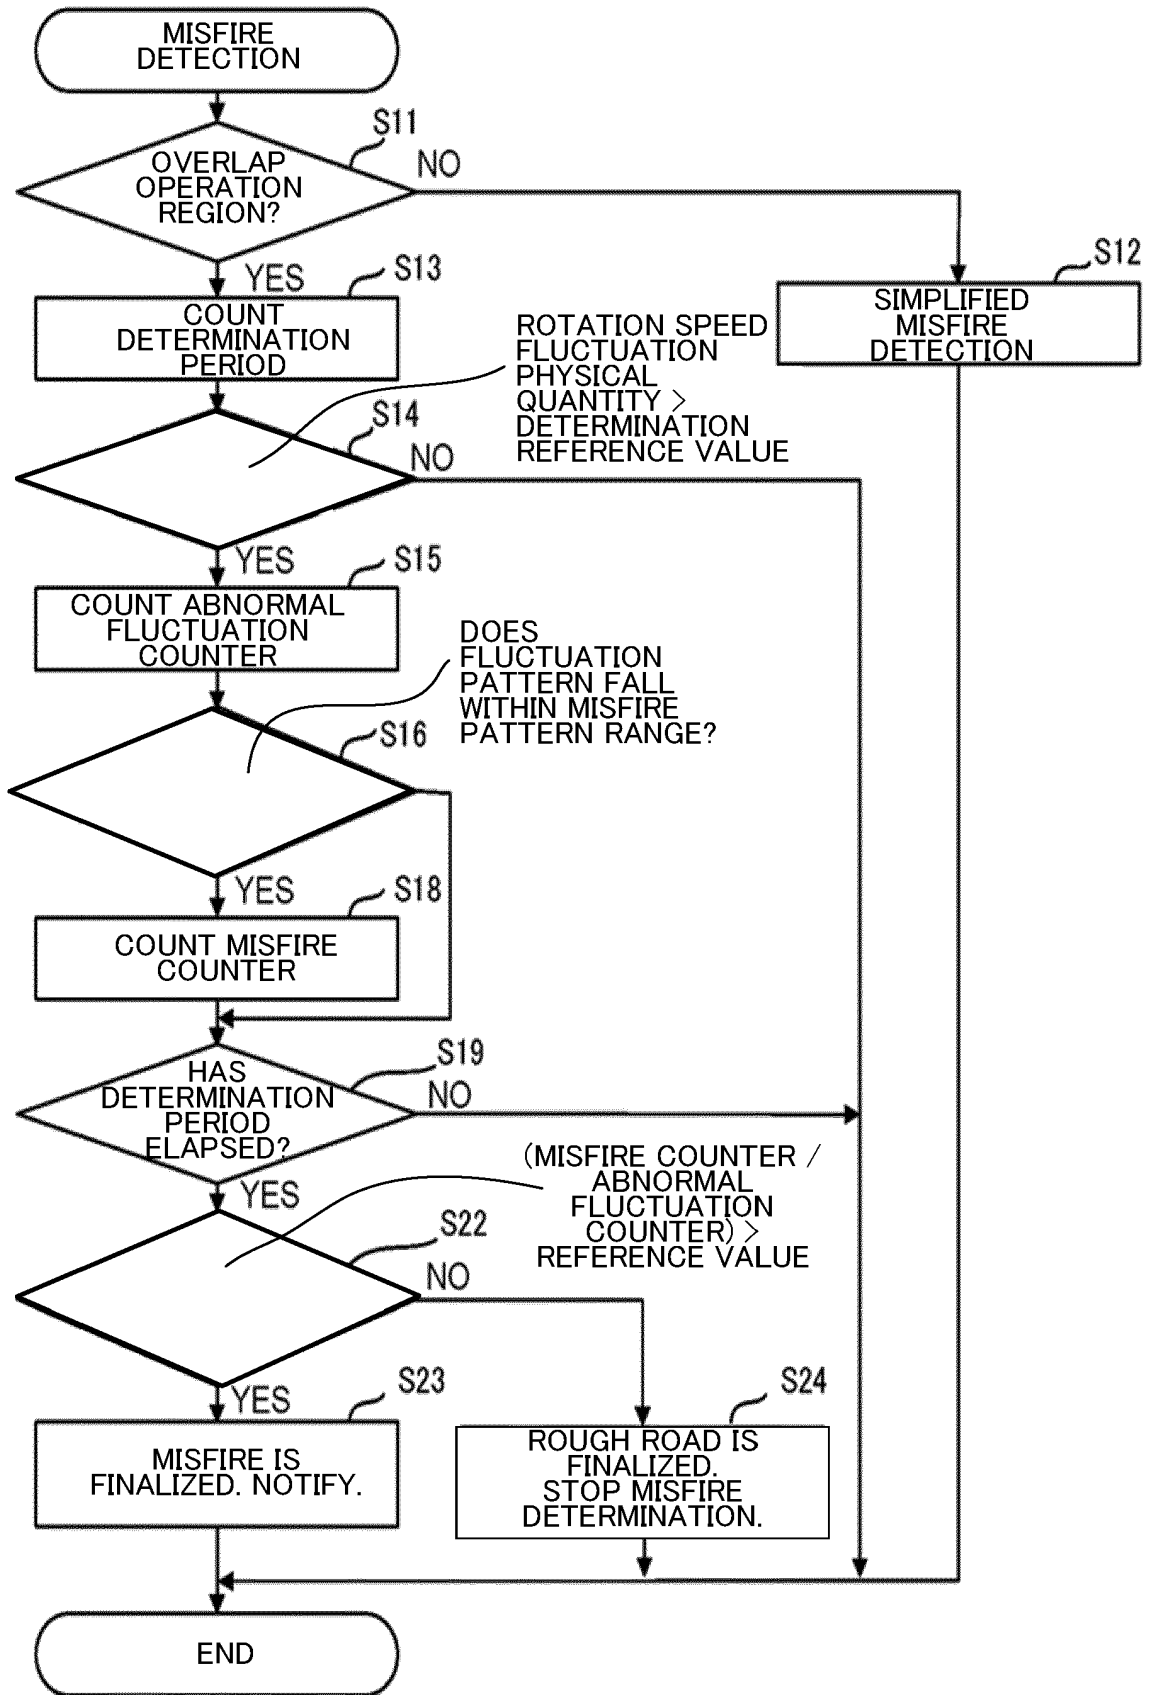 MISFIRE
DETECTION
S11
OVERLAP
OPERATION
REGION?
NO
YES
S12
SIMPLIFIED
MISFIRE
DETECTION
S13
COUNT
DETERMINATION
PERIOD
ROTATION SPEED
FLUCTUATION
PHYSICAL
QUANTITY >
DETERMINATION
REFERENCE VALUE
S14
NO
YES
S15
COUNT ABNORMAL
FLUCTUATION
COUNTER
DOES
FLUCTUATION
PATTERN FALL
WITHIN MISFIRE
PATTERN RANGE?
S16
YES
S18
COUNT MISFIRE
COUNTER
S19
HAS
DETERMINATION
PERIOD
ELAPSED?
NO
YES
(MISFIRE COUNTER /
ABNORMAL
FLUCTUATION
COUNTER) >
REFERENCE VALUE
S22
NO
YES
S23
MISFIRE IS
FINALIZED. NOTIFY.
S24
ROUGH ROAD IS
FINALIZED.
STOP MISFIRE
DETERMINATION.
END